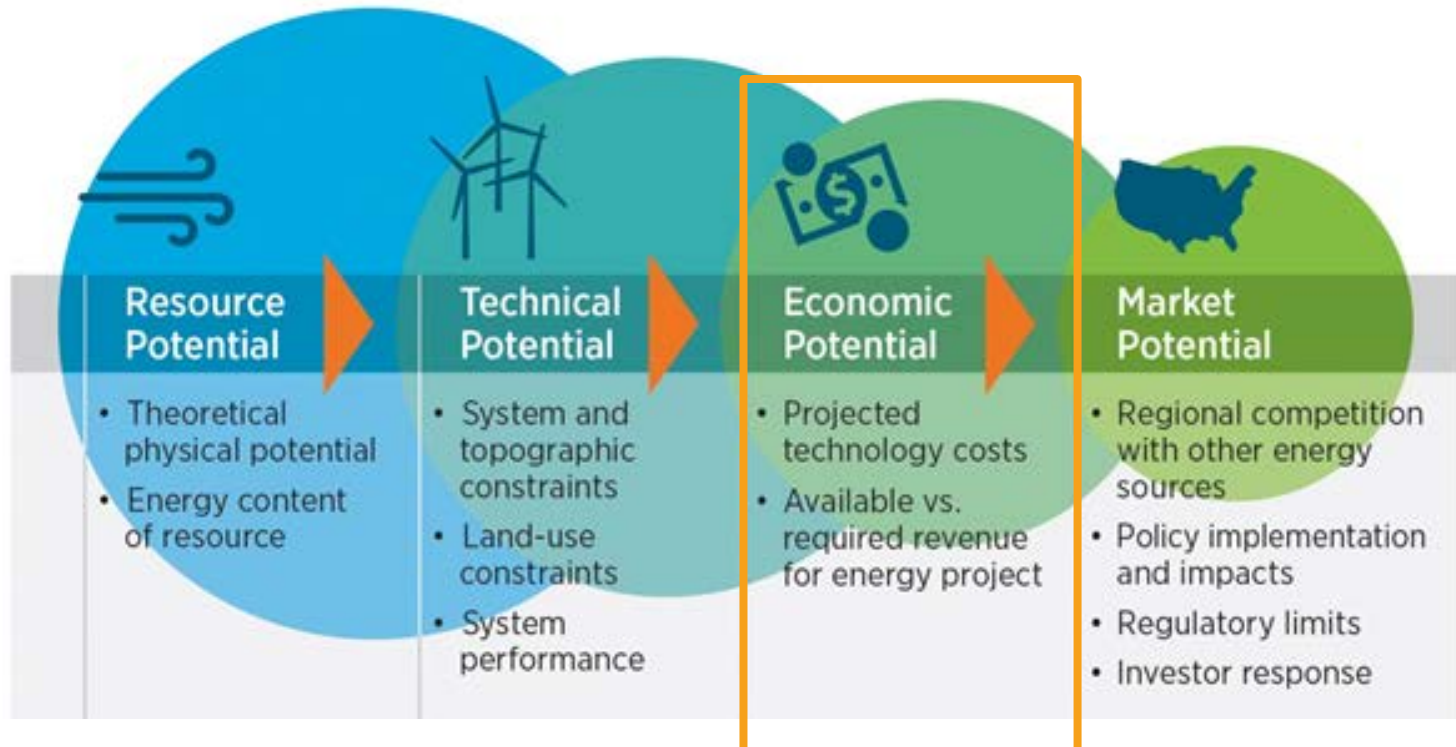 Resource
Potential
• Theoretical
physical potential
• Energy content
of resource
Technical
Potential
• System and
topographic
constraints
• Land-use
constraints
• System
performance
$
Economic
Potential
• Projected
technology costs
• Available vs.
required revenue
for energy project
Market
Potential
• Regional competition
with other energy
sources
• Policy implementation
and impacts
• Regulatory limits
• Investor response